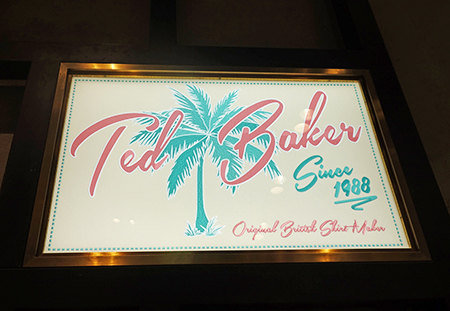 Ted Baker
Since
1988
Original British Shirt Maker